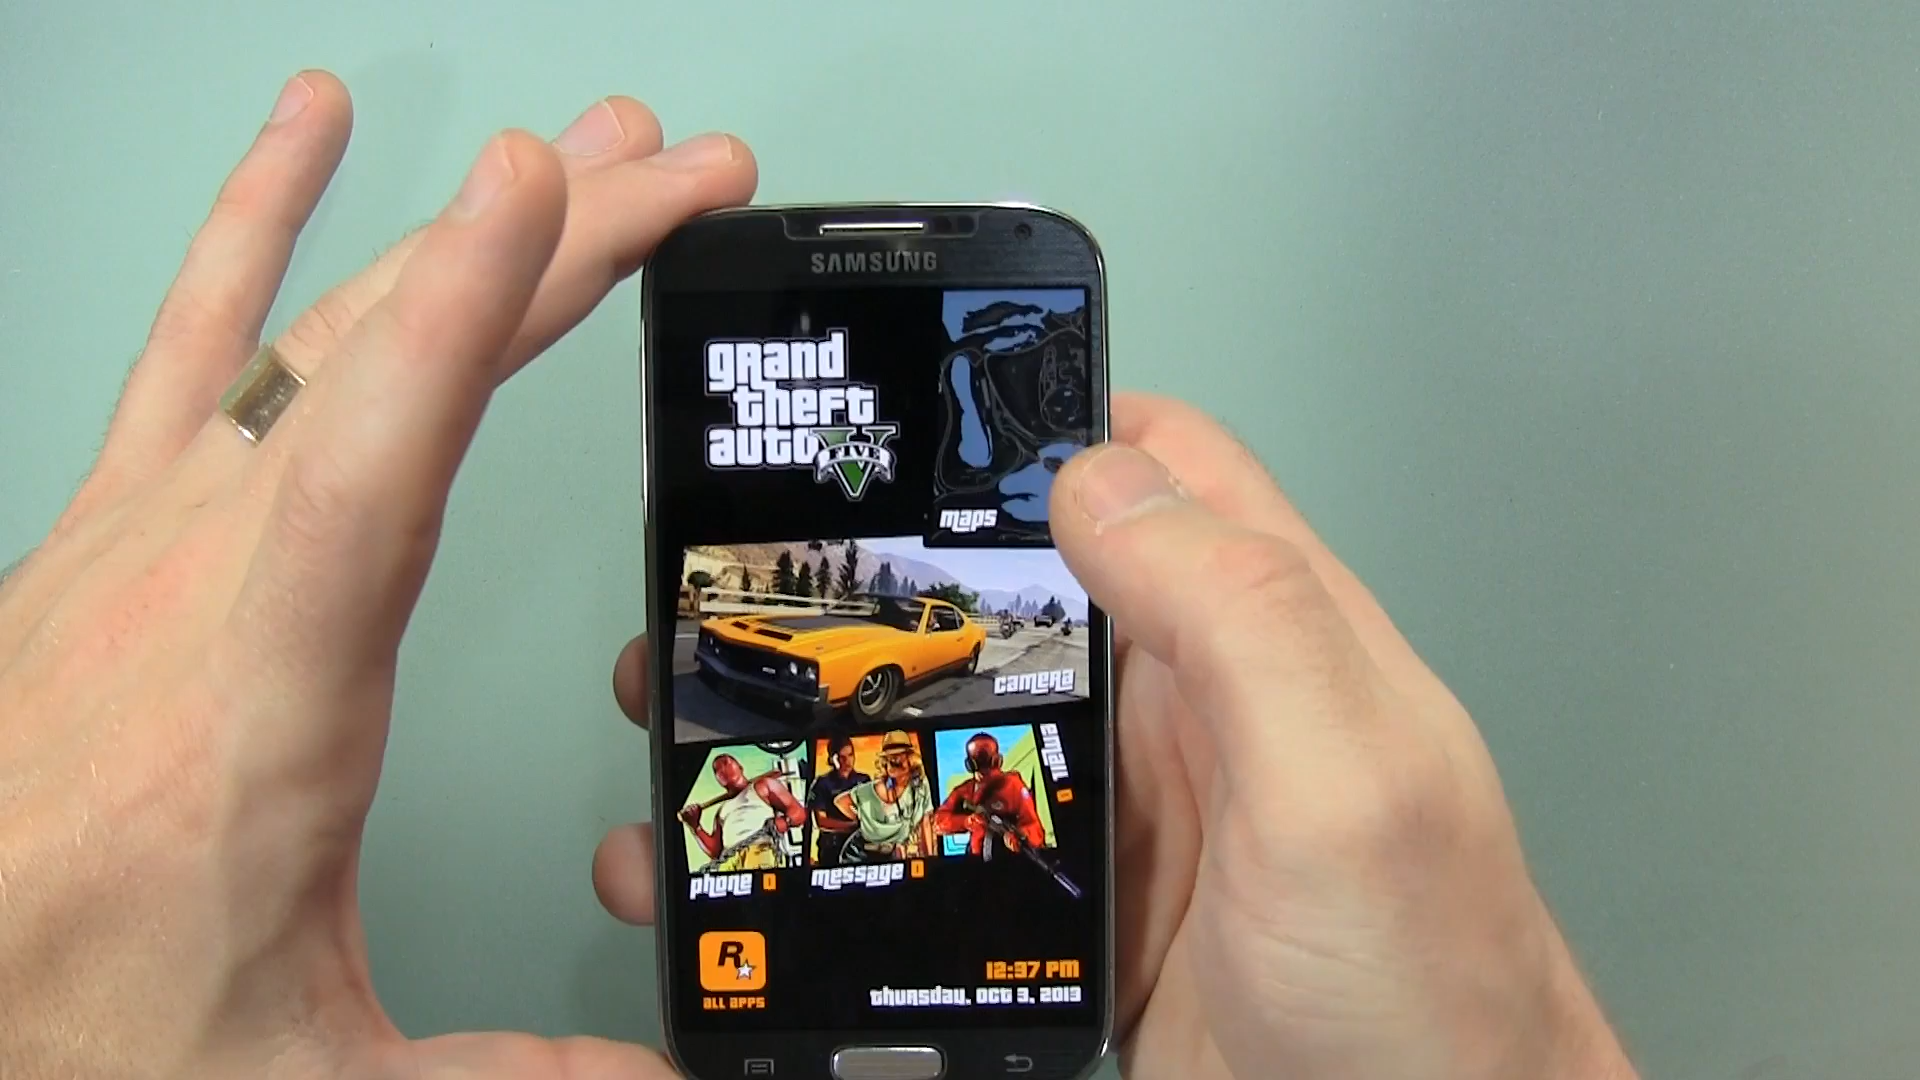 SAMSUNG
grand
theft
auto
FIVE
maps
camera
email 0
phone 0
message 0
R
ALL APPS
12:37 PM
Thursday, Oct 3, 2013